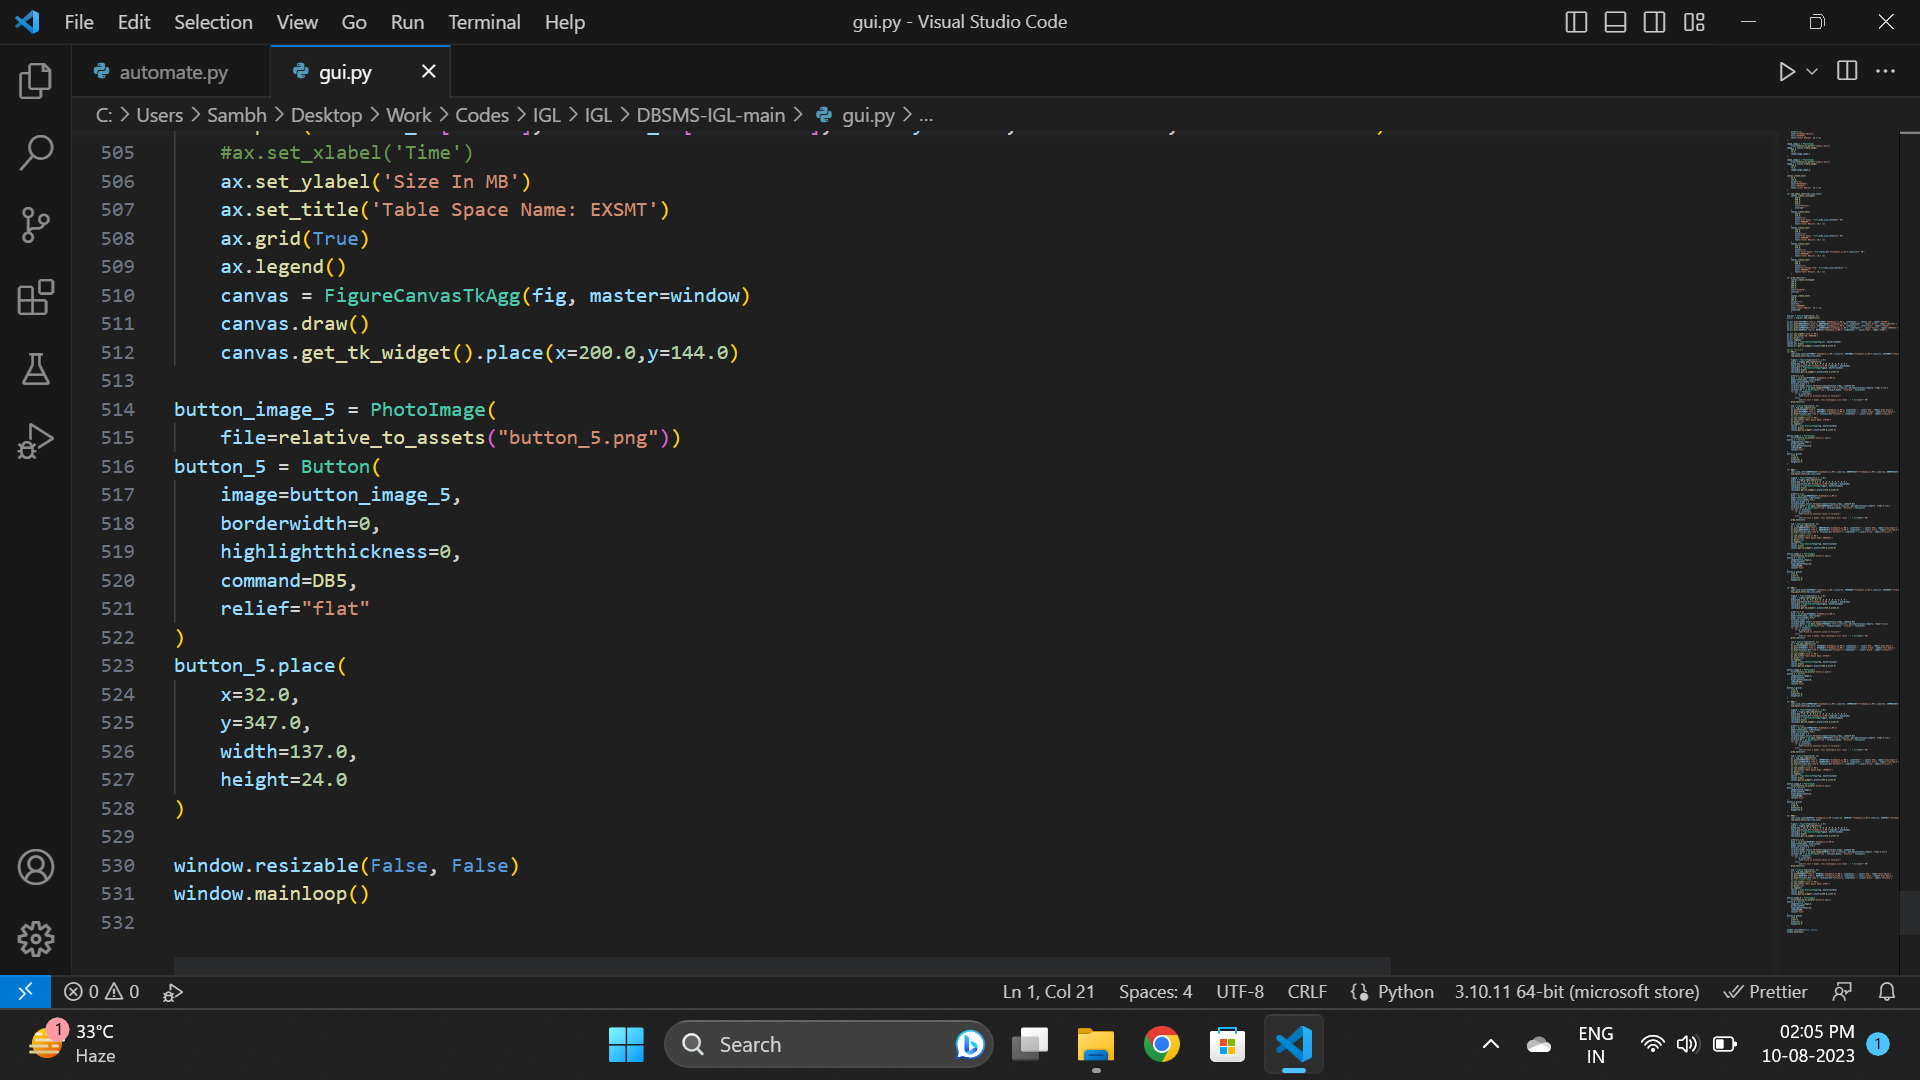 File Edit Selection View Go Run Terminal Help
gui.py - Visual Studio Code
automate.py
gui.py
C: > Users > Sambh > Desktop > Work > Codes > IGL > IGL > DBSMS-IGL-main > gui.py > ...
505 #ax.set_xlabel('Time')
506 ax.set_ylabel('Size In MB')
507 ax.set_title('Table Space Name: EXSMT')
508 ax.grid(True)
509 ax.legend()
510 canvas = FigureCanvasTkAgg(fig, master=window)
511 canvas.draw()
512 canvas.get_tk_widget().place(x=200.0,y=144.0)
513
514 button_image_5 = PhotoImage(
515 file=relative_to_assets("button_5.png"))
516 button_5 = Button(
517 image=button_image_5,
518 borderwidth=0,
519 highlightthickness=0,
520 command=DB5,
521 relief="flat"
522 )
523 button_5.place(
524 x=32.0,
525 y=347.0,
526 width=137.0,
527 height=24.0
528 )
529
530 window.resizable(False, False)
531 window.mainloop()
532
0 0
Ln 1, Col 21 Spaces: 4 UTF-8 CRLF Python 3.10.11 64-bit (microsoft store) Prettier
1
33°C
Haze
Search
ENG
IN
02:05 PM
10-08-2023
1